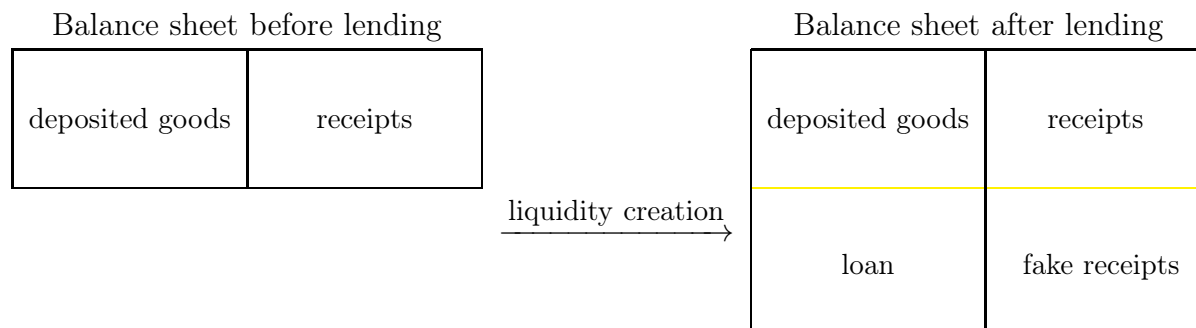 Balance sheet before lending
deposited goods
receipts
liquidity creation
Balance sheet after lending
deposited goods
receipts
loan
fake receipts